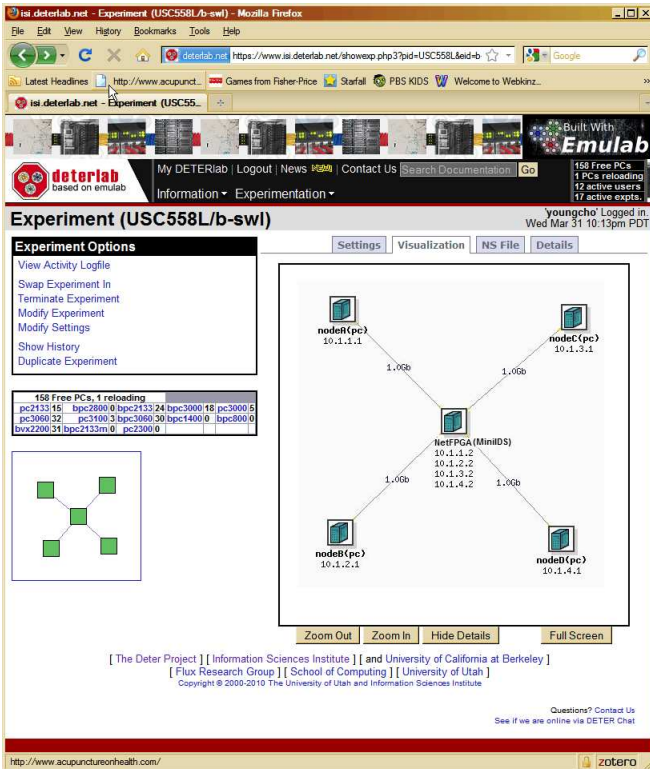 isi.deterlab.net - Experiment (USC558L/b-swl) - Mozilla Firefox
File Edit View History Bookmarks Tools Help
deterlab.net https://www.isi.deterlab.net/showexp.php3?pid=USC558L&eid=b Google
Latest Headlines http://www.acupunct... Games from Fisher-Price Starfall PBS KIDS Welcome to Webkinz...
isi.deterlab.net - Experiment (USC55...
Built With
Emulab
deterlab
based on emulab
My DETERlab | Logout | News | Contact Us Search Documentation Go
Information Experimentation
158 Free PCs
1 PCs reloading
12 active users
17 active expts.
Experiment (USC558L/b-swl)
'youngcho' Logged in.
Wed Mar 31 10:13pm PDT
Experiment Options
View Activity Logfile
Swap Experiment In
Terminate Experiment
Modify Experiment
Modify Settings
Show History
Duplicate Experiment
158 Free PCs, 1 reloading
pc2133 15 bpc2800 0 bpc2133 24 bpc3000 18 pc3000 5
pc3060 32 pc3100 3 bpc3060 30 bpc1400 0 bpc800 0
bvx2200 31 bpc2133m 0 pc2300 0
Settings Visualization NS File Details
nodeA(pc)
10.1.1.1
nodeC(pc)
10.1.3.1
1.0Gb
1.0Gb
NetFPGA(MiniIDS)
10.1.1.2
10.1.2.2
10.1.3.2
10.1.4.2
1.0Gb
1.0Gb
nodeB(pc)
10.1.2.1
nodeD(pc)
10.1.4.1
Zoom Out Zoom In Hide Details Full Screen
[ The Deter Project ] [ Information Sciences Institute ] [ and University of California at Berkeley ]
[ Flux Research Group ] [ School of Computing ] [ University of Utah ]
Copyright © 2000-2010 The University of Utah and Information Sciences Institute
Questions? Contact Us
See if we are online via DETER Chat
http://www.acupunctureonhealth.com/
zotero